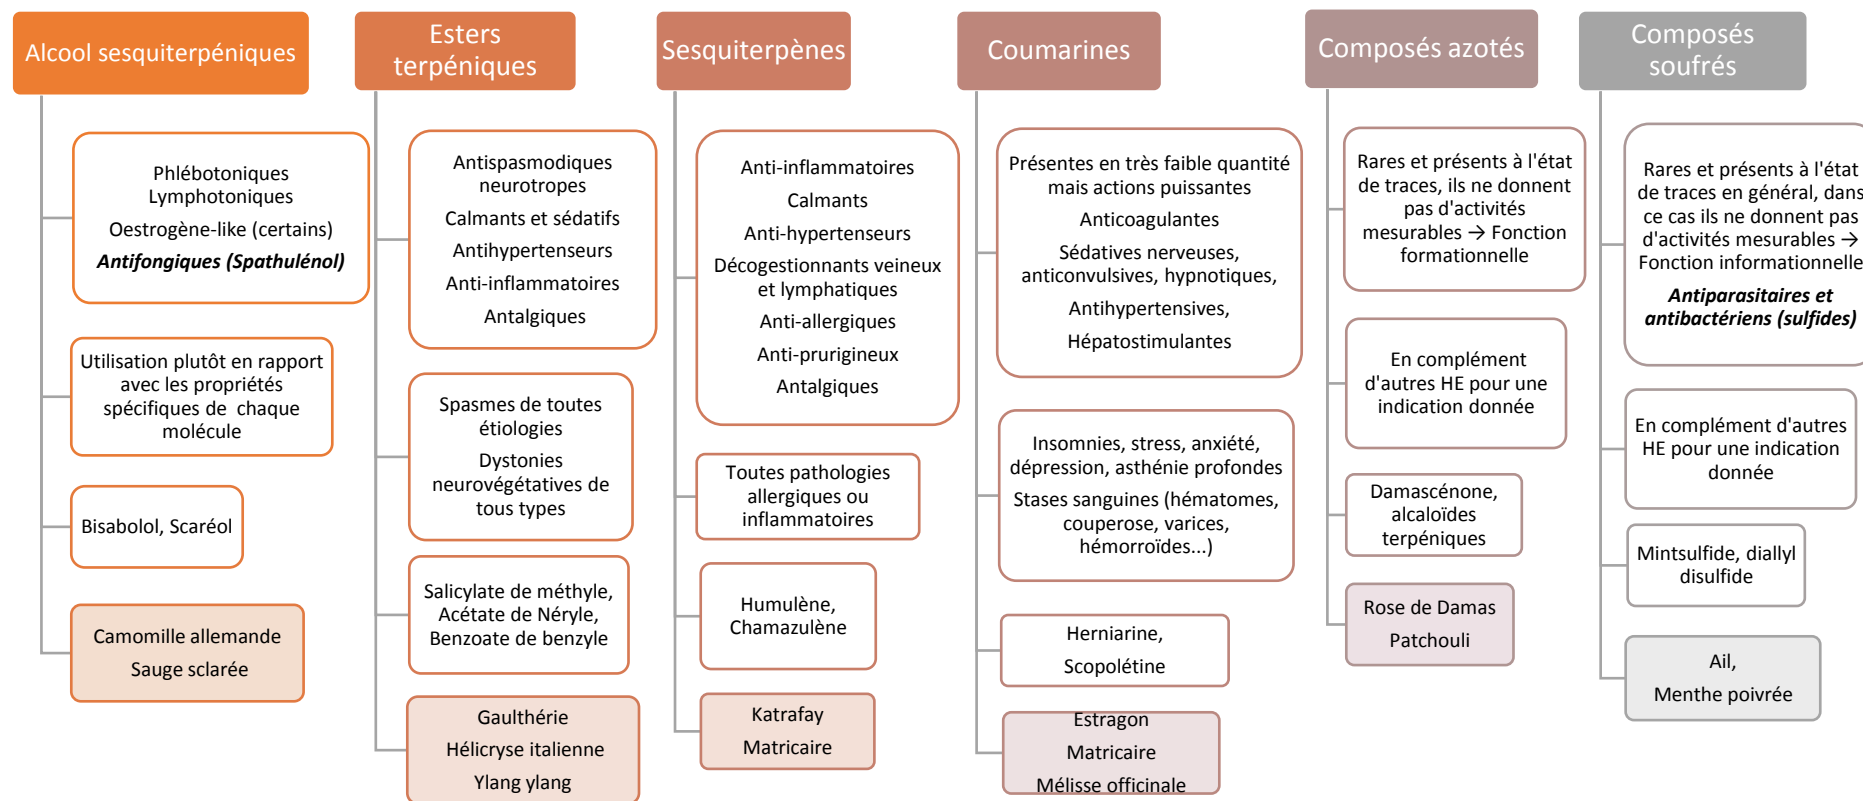 Alcool sesquiterpéniques
Phlébotoniques
Lymphotoniques
Oestrogène-like (certains)
Antifongiques (Spathulénol)
Utilisation plutôt en rapport
avec les propriétés
spécifiques de chaque
molécule
Bisabolol, Scaréol
Camomille allemande
Sauge sclarée
Esters
terpéniques
Antispasmodiques
neurotropes
Calmants et sédatifs
Antihypertenseurs
Anti-inflammatoires
Antalgiques
Spasmes de toutes
étiologies
Dystonies
neurovégétatives de
tous types
Salicylate de méthyle,
Acétate de Néryle,
Benzoate de benzyle
Gaulthérie
Hélicryse italienne
Ylang ylang
Sesquiterpènes
Anti-inflammatoires
Calmants
Anti-hypertenseurs
Décogestionnants veineux
et lymphatiques
Anti-allergiques
Anti-prurigineux
Antalgiques
Toutes pathologies
allergiques ou
inflammatoires
Humulène,
Chamazulène
Katrafay
Matricaire
Coumarines
Présentes en très faible quantité
mais actions puissantes
Anticoagulantes
Sédatives nerveuses,
anticonvulsives, hypnotiques,
Antihypertensives,
Hépatostimulantes
Insomnies, stress, anxiété,
dépression, asthénie profondes
Stases sanguines (hématomes,
couperose, varices,
hémorroïdes...)
Herniarine,
Scopolétine
Estragon
Matricaire
Mélisse officinale
Composés azotés
Rares et présents à l'état
de traces, ils ne donnent
pas d'activités
mesurables → Fonction
formationnelle
En complément
d'autres HE pour une
indication donnée
Damascénone,
alcaloïdes
terpéniques
Rose de Damas
Patchouli
Composés
soufrés
Rares et présents à l'état
de traces en général, dans
ce cas ils ne donnent pas
d'activités mesurables →
Fonction informationnelle
Antiparasitaires et
antibactériens (sulfides)
En complément d'autres
HE pour une indication
donnée
Mintsulfide, diallyl
disulfide
Ail,
Menthe poivrée